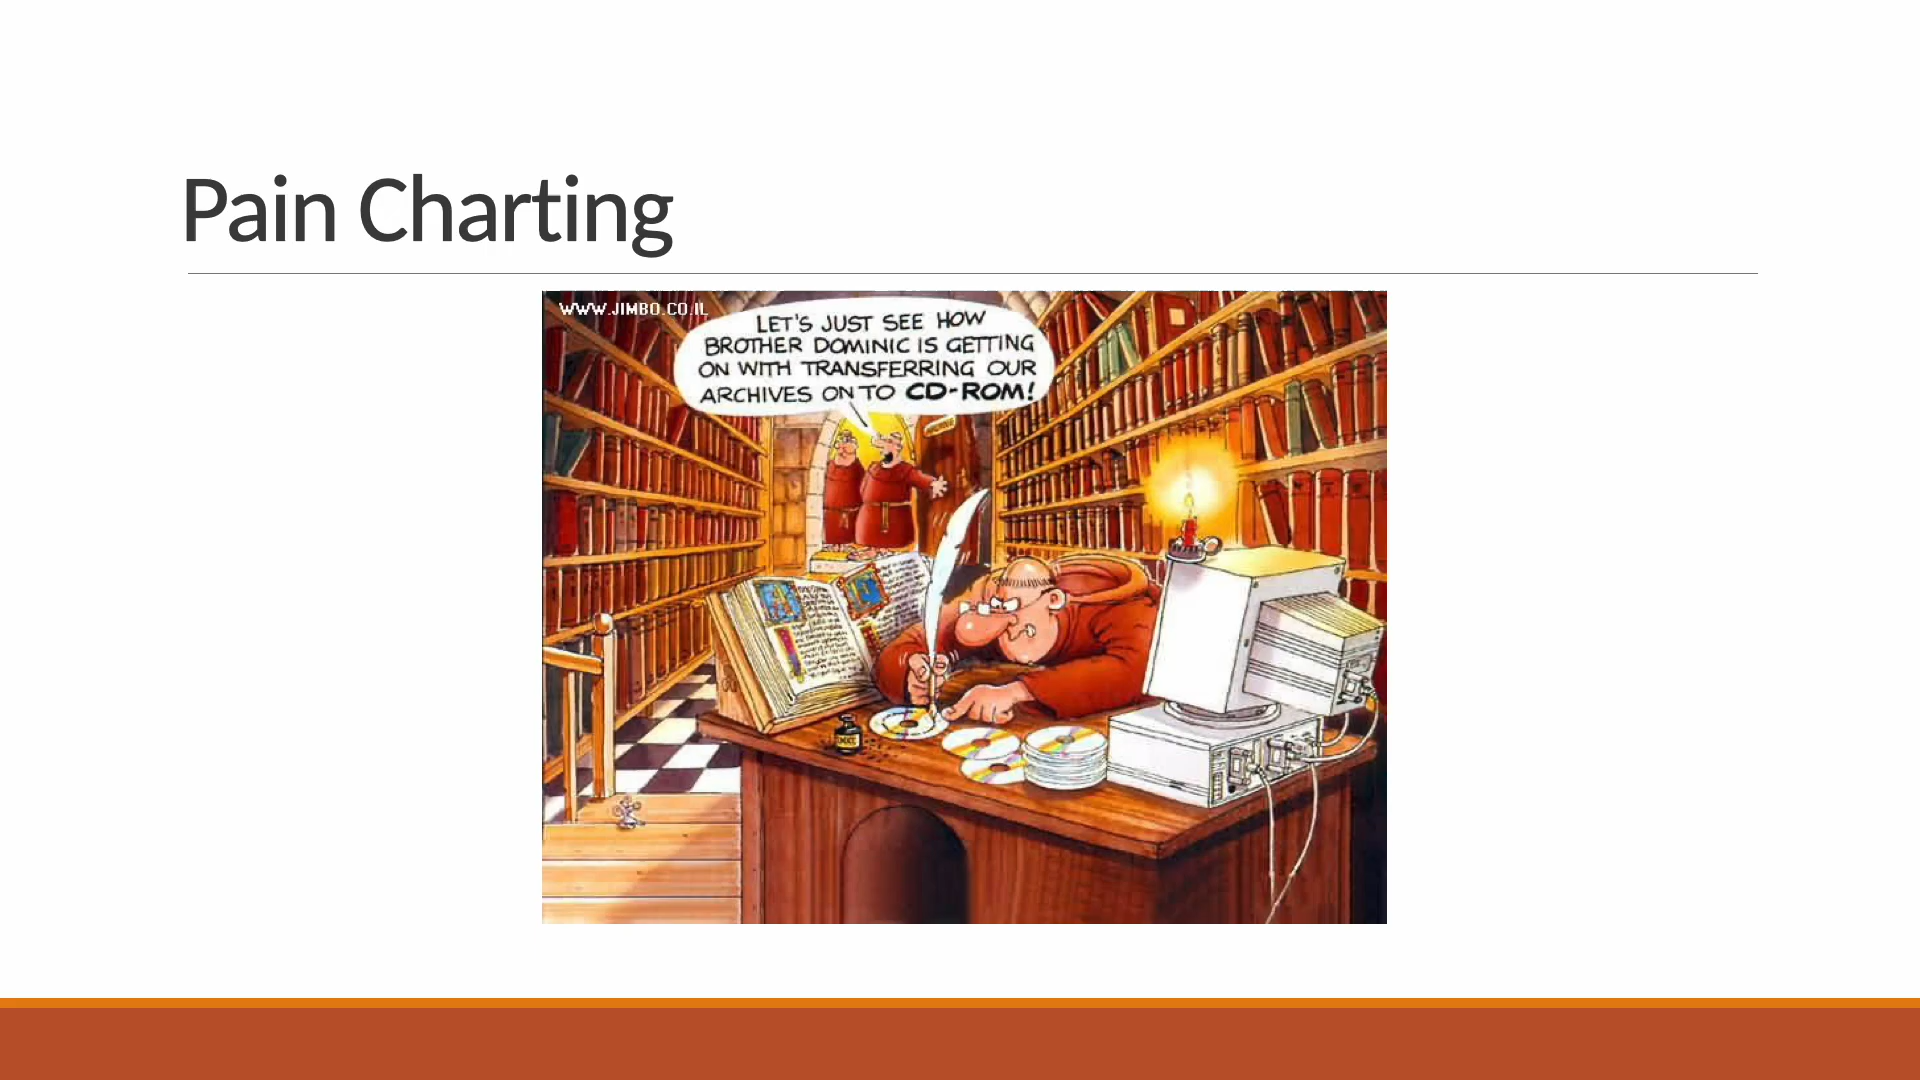 Pain Charting
WWW.JIMBO.CO.IL
LET'S JUST SEE HOW
BROTHER DOMINIC IS GETTING
ON WITH TRANSFERRING OUR
ARCHIVES ON TO CD-ROM!